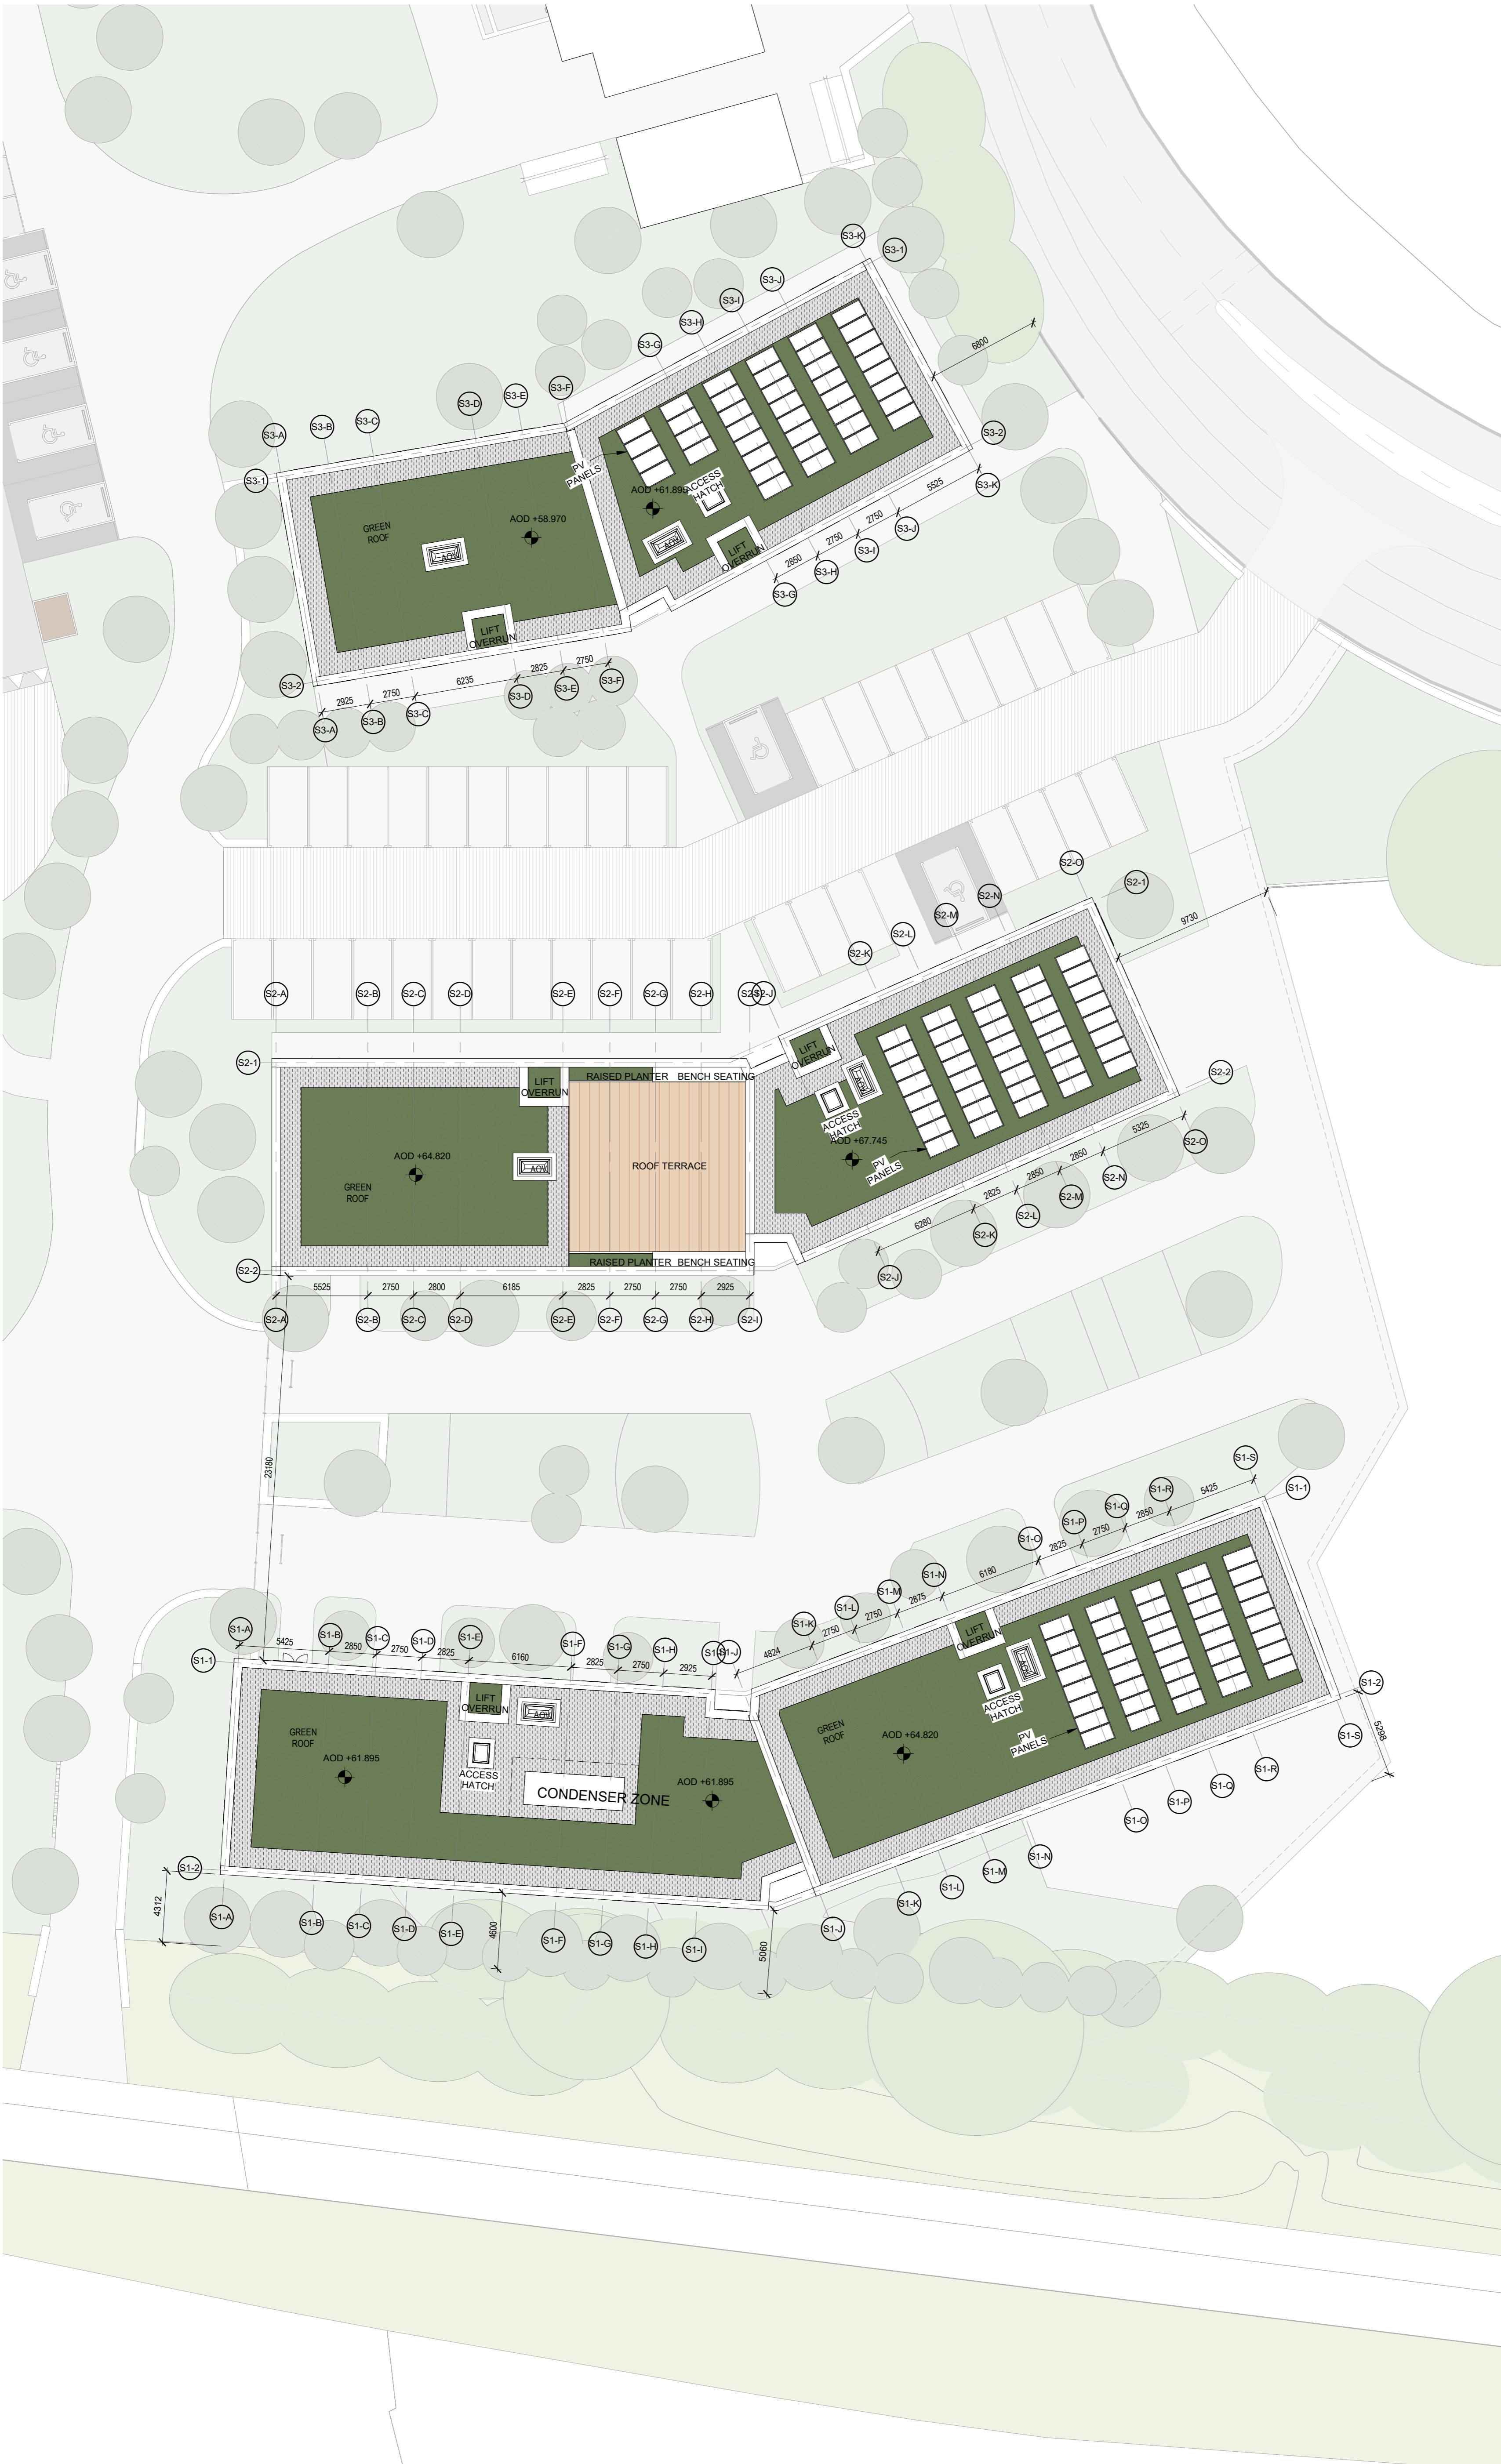 S3-K
S3-1
S3-J
S3-I
S3-H
S3-G
6800
S3-F
S3-E
S3-D
S3-C
S3-B
S3-A
S3-2
S3-1
PV
PANELS
ACCESS
HATCH
AOD +61.895
S3-K
5525
GREEN
ROOF
AOD +58.970
2750
S3-J
AOV
AOV
LIFT
OVERRUN
2750
S3-I
2850
S3-H
S3-G
LIFT
OVERRUN
S3-2
2925
2750
6235
2825
2750
S3-F
S3-E
S3-D
S3-C
S3-B
S3-A
S2-O
S2-1
S2-N
S2-M
9730
S2-L
S2-K
S2-A
S2-B
S2-C
S2-D
S2-E
S2-F
S2-G
S2-H
S2-I
S2-J
S2-1
LIFT
OVERRUN
S2-2
LIFT
OVERRUN
RAISED PLANTER
BENCH SEATING
AOV
ACCESS
HATCH
AOD +67.745
PV
PANELS
5325
S2-O
AOD +64.820
AOV
ROOF TERRACE
GREEN
ROOF
2850
S2-N
2850
S2-M
2825
S2-L
6280
S2-K
S2-J
RAISED PLANTER
BENCH SEATING
S2-2
5525
2750
2800
6185
2825
2750
2750
2925
S2-A
S2-B
S2-C
S2-D
S2-E
S2-F
S2-G
S2-H
S2-I
23180
S1-S
S1-1
5425
S1-R
2850
S1-Q
2750
S1-P
2825
S1-O
6180
S1-N
2875
S1-M
2750
S1-L
2750
S1-K
4824
S1-J
S1-A
5425
S1-B
2850
S1-C
2750
S1-D
2825
S1-E
6160
S1-F
2825
S1-G
2750
S1-H
2925
S1-1
LIFT
OVERRUN
AOV
ACCESS
HATCH
PV
PANELS
S1-2
5298
S1-S
LIFT
OVERRUN
AOV
GREEN
ROOF
AOD +64.820
GREEN
ROOF
AOD +61.895
ACCESS
HATCH
AOD +61.895
CONDENSER ZONE
S1-R
S1-Q
S1-P
S1-O
S1-N
S1-M
S1-L
S1-K
S1-J
S1-2
4312
S1-A
S1-B
S1-C
S1-D
S1-E
4600
S1-F
S1-G
S1-H
S1-I
5060